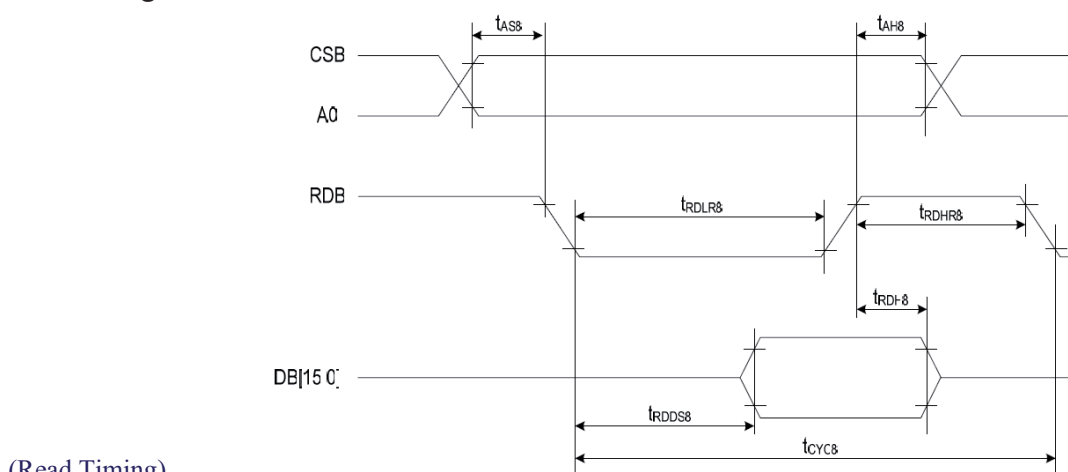 tAS8
tAH8
CSB
A0
RDB
tRDLR8
tRDHR8
tRDH8
DB[15 0]
tRDDS8
tCYC8
(Read Timing)